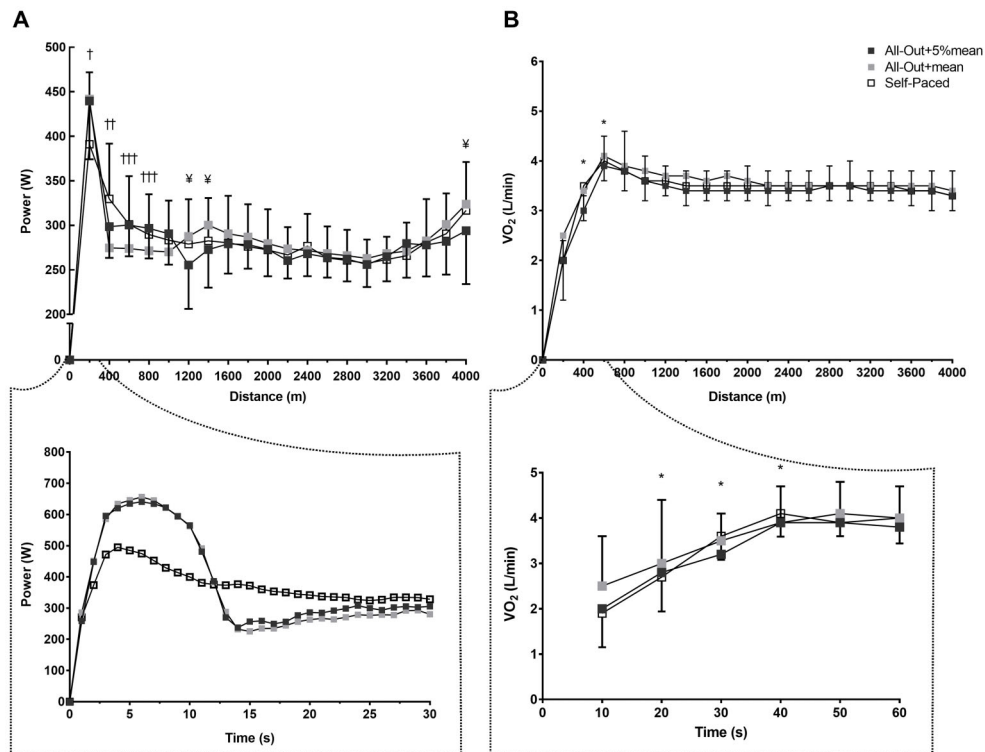 A
500
450
400
350
300
250
200
0
Power (W)
†
††
†††
†††
¥
¥
¥
0 400 800 1200 1600 2000 2400 2800 3200 3600 4000
Distance (m)
B
6
5
4
3
2
1
0
VO2 (L/min)
*
*
All-Out+5%mean
All-Out+mean
Self-Paced
0 400 800 1200 1600 2000 2400 2800 3200 3600 4000
Distance (m)
800
700
600
500
400
300
200
100
0
Power (W)
0 5 10 15 20 25 30
Time (s)
5
4
3
2
1
0
VO2 (L/min)
* * *
0 10 20 30 40 50 60
Time (s)